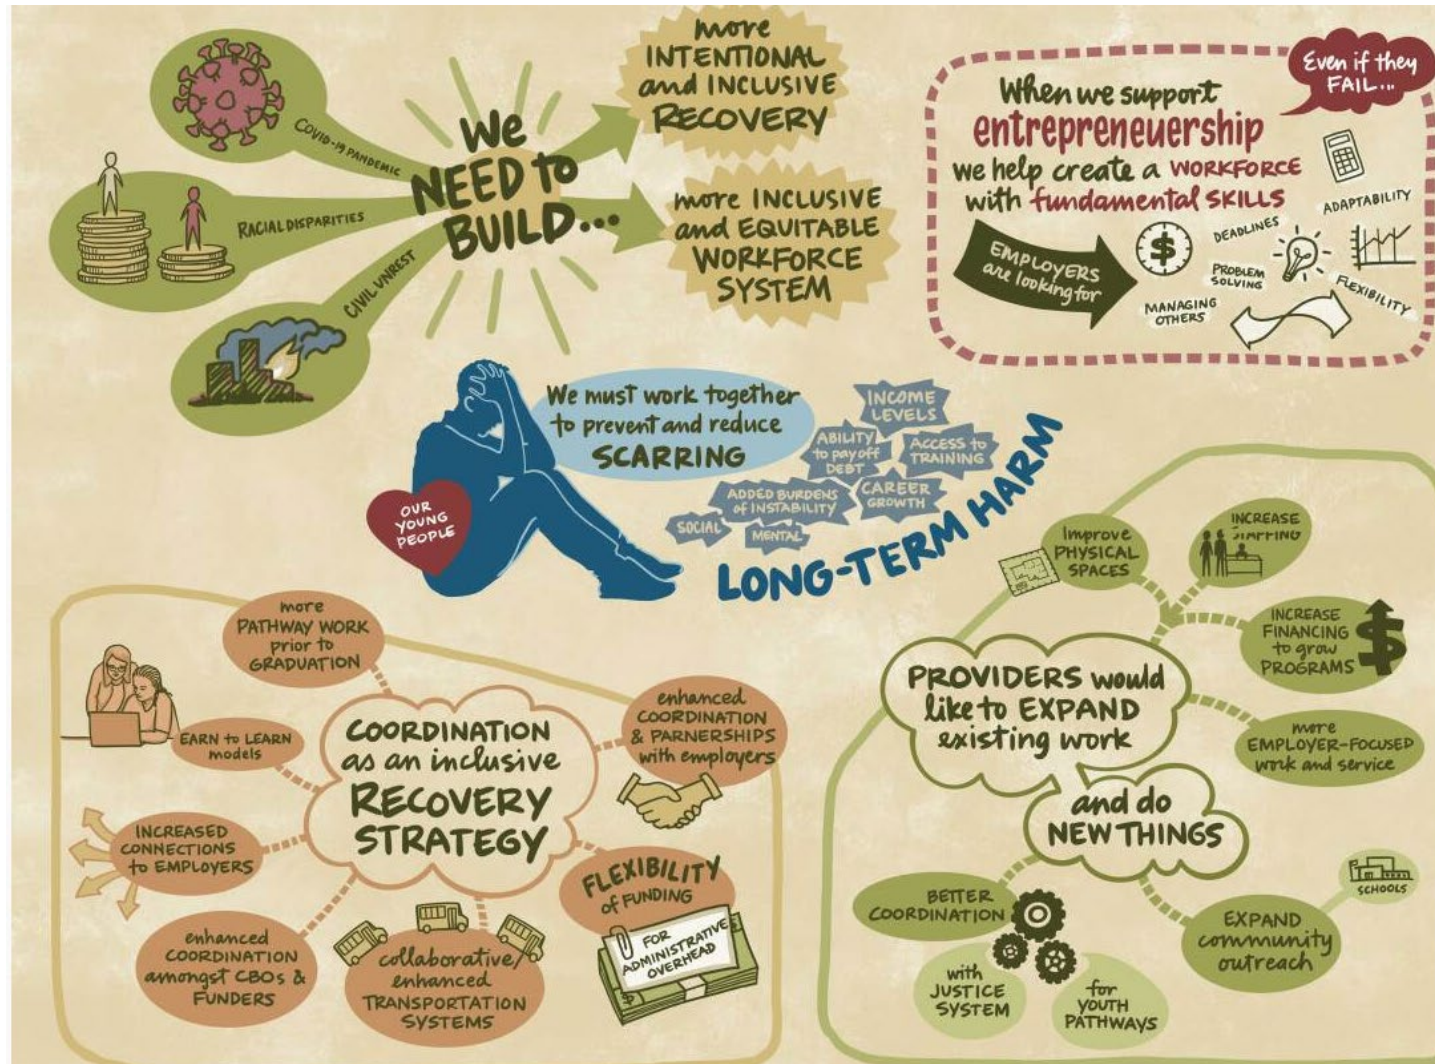 COVID-19 PANDEMIC
RACIAL DISPARITIES
CIVIL UNREST
We
NEED to
BUILD...
more
INTENTIONAL
and INCLUSIVE
RECOVERY
more INCLUSIVE
and EQUITABLE
WORKFORCE
SYSTEM
Even if they
FAIL...
When we support
entrepreneuership
we help create a WORKFORCE
with fundamental SKILLS
EMPLOYERS
are looking for
ADAPTABILITY
DEADLINES
PROBLEM
SOLVING
FLEXIBILITY
MANAGING
OTHERS
We must work together
to prevent and reduce
SCARRING
OUR
YOUNG
PEOPLE
INCOME
LEVELS
ABILITY
to pay off
DEBT
ACCESS to
TRAINING
ADDED BURDENS
of INSTABILITY
CAREER
GROWTH
SOCIAL
MENTAL
LONG-TERM HARM
more
PATHWAY WORK
prior to
GRADUATION
EARN to LEARN
models
INCREASED
CONNECTIONS
to EMPLOYERS
enhanced
COORDINATION
amongst CBOs &
FUNDERS
COORDINATION
as an inclusive
RECOVERY
STRATEGY
collaborative/
enhanced
TRANSPORTATION
SYSTEMS
enhanced
COORDINATION
& PARNERSHIPS
with employers
FLEXIBILITY
of FUNDING
FOR
ADMINISTRATIVE
OVERHEAD
Improve
PHYSICAL
SPACES
INCREASE
STAFFING
INCREASE
FINANCING
to grow
PROGRAMS
more
EMPLOYER-FOCUSED
work and service
PROVIDERS would
like to EXPAND
existing work
and do
NEW THINGS
BETTER
COORDINATION
with
JUSTICE
SYSTEM
for
YOUTH
PATHWAYS
EXPAND
community
outreach
SCHOOLS